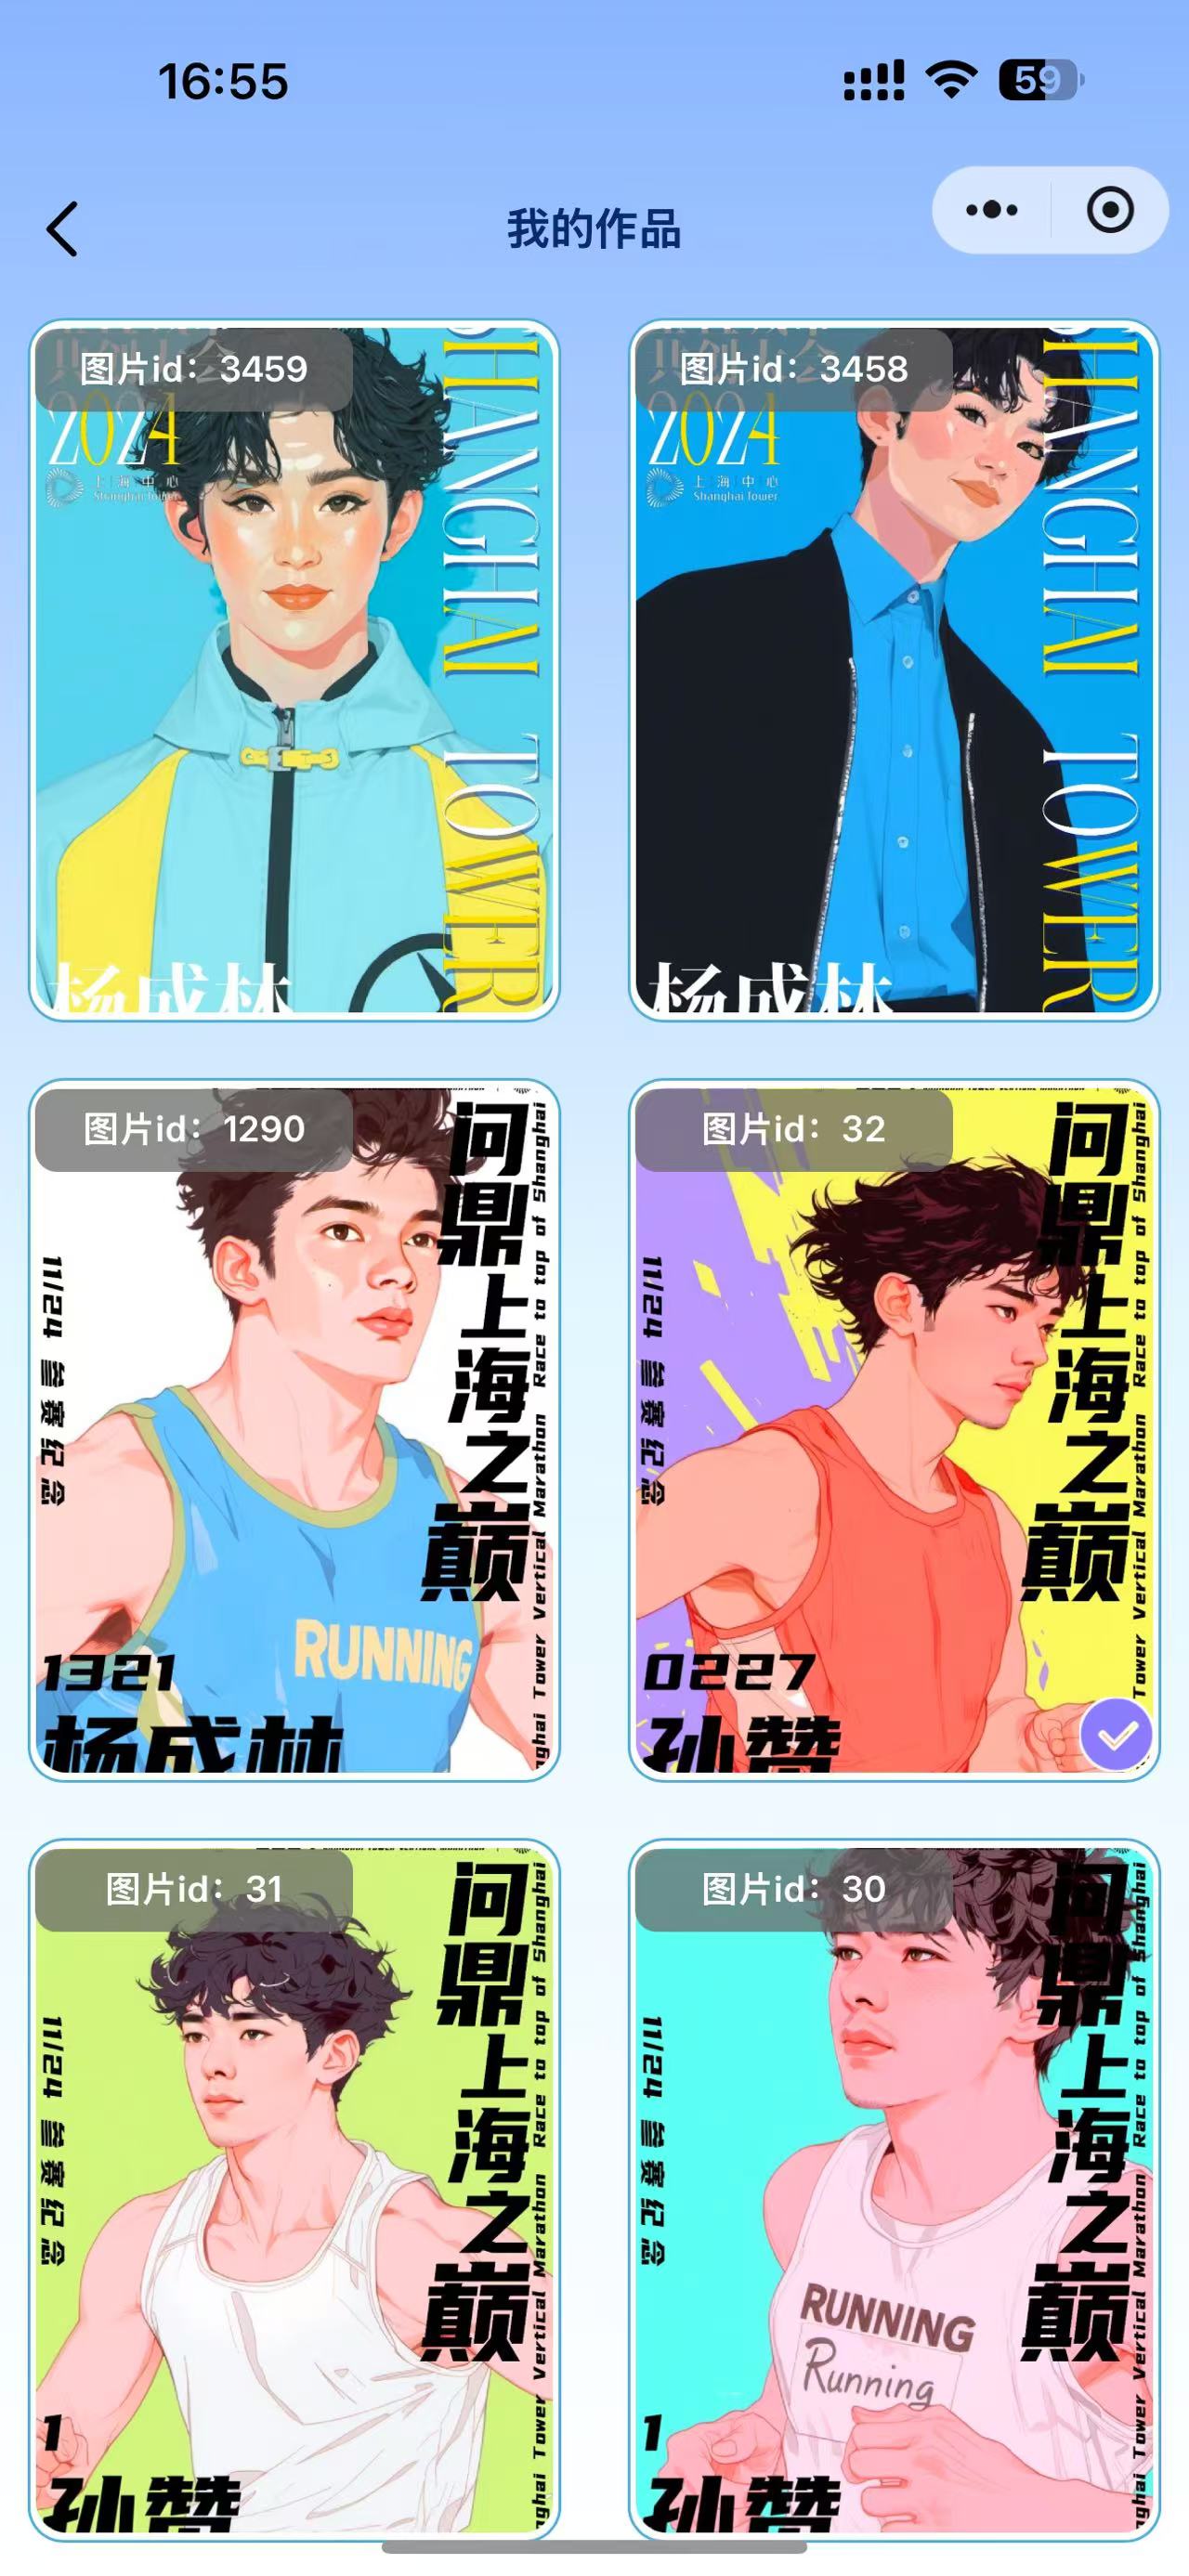 16:55
59
我的作品
图片id：3459
2024
上海中心
Shanghai Tower
SHANGHAI TOWER
杨成林
图片id：3458
2024
上海中心
Shanghai Tower
SHANGHAI TOWER
杨成林
图片id：1290
问鼎上海之巅
Race to top of Shanghai
Tower Vertical Marathon
11/24 参赛纪念
RUNNING
1321
杨成林
图片id：32
问鼎上海之巅
Race to top of Shanghai
Tower Vertical Marathon
11/24 参赛纪念
0227
孙赞
图片id：31
问鼎上海之巅
Race to top of Shanghai
Tower Vertical Marathon
11/24 参赛纪念
1
孙赞
图片id：30
问鼎上海之巅
Race to top of Shanghai
Tower Vertical Marathon
11/24 参赛纪念
RUNNING
Running
1
孙赞